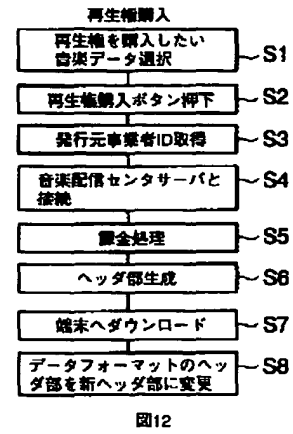 再生権購入
再生権を購入したい
音楽データ選択
S1
再生権購入ボタン押下
S2
発行元事業者ID取得
S3
音楽配信センタサーバと
接続
S4
課金処理
S5
ヘッダ部生成
S6
端末へダウンロード
S7
データフォーマットのヘッ
ダ部を新ヘッダ部に変更
S8
図12